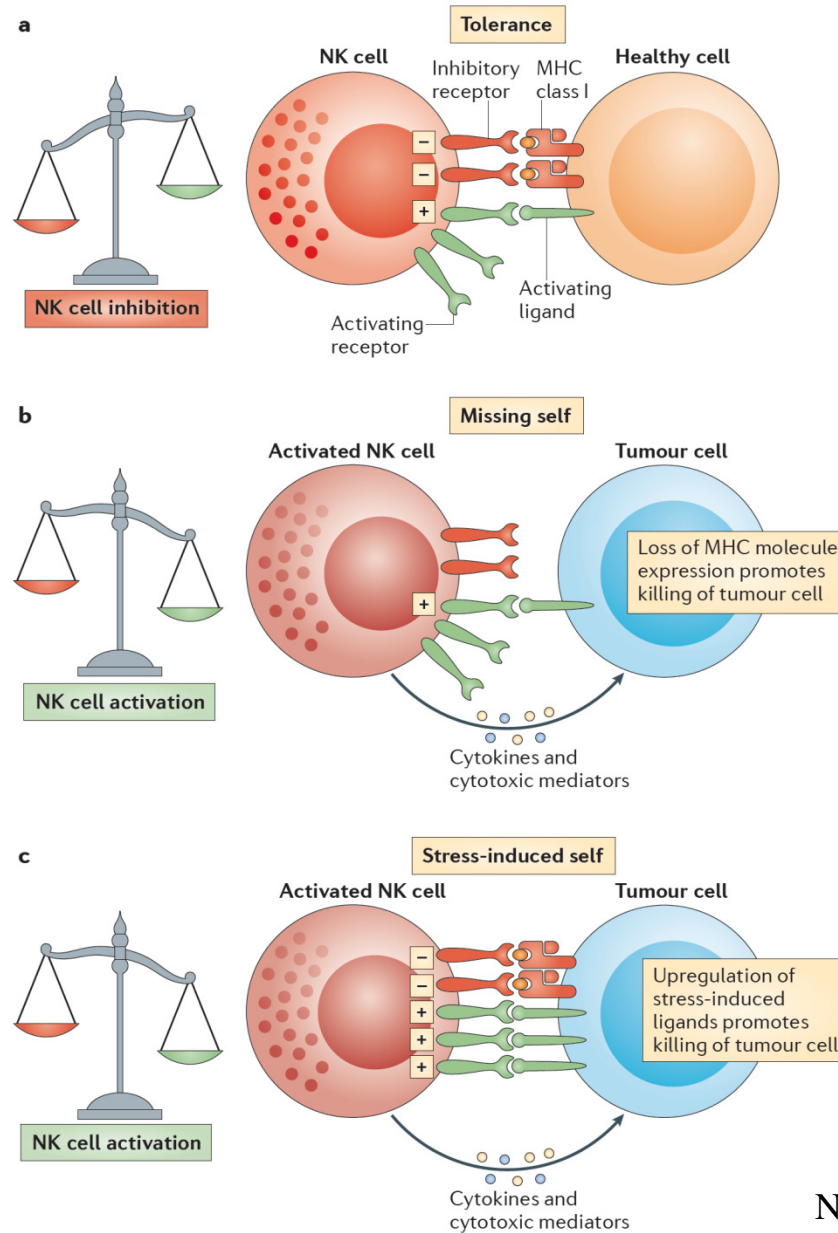 a
Tolerance
NK cell
Healthy cell
Inhibitory
receptor
MHC
class I
−
−
+
Activating
ligand
Activating
receptor
NK cell inhibition
b
Missing self
Activated NK cell
Tumour cell
Loss of MHC molecule
expression promotes
killing of tumour cell
+
NK cell activation
Cytokines and
cytotoxic mediators
c
Stress-induced self
Activated NK cell
Tumour cell
−
−
+
+
+
Upregulation of
stress-induced
ligands promotes
killing of tumour cell
NK cell activation
Cytokines and
cytotoxic mediators
N